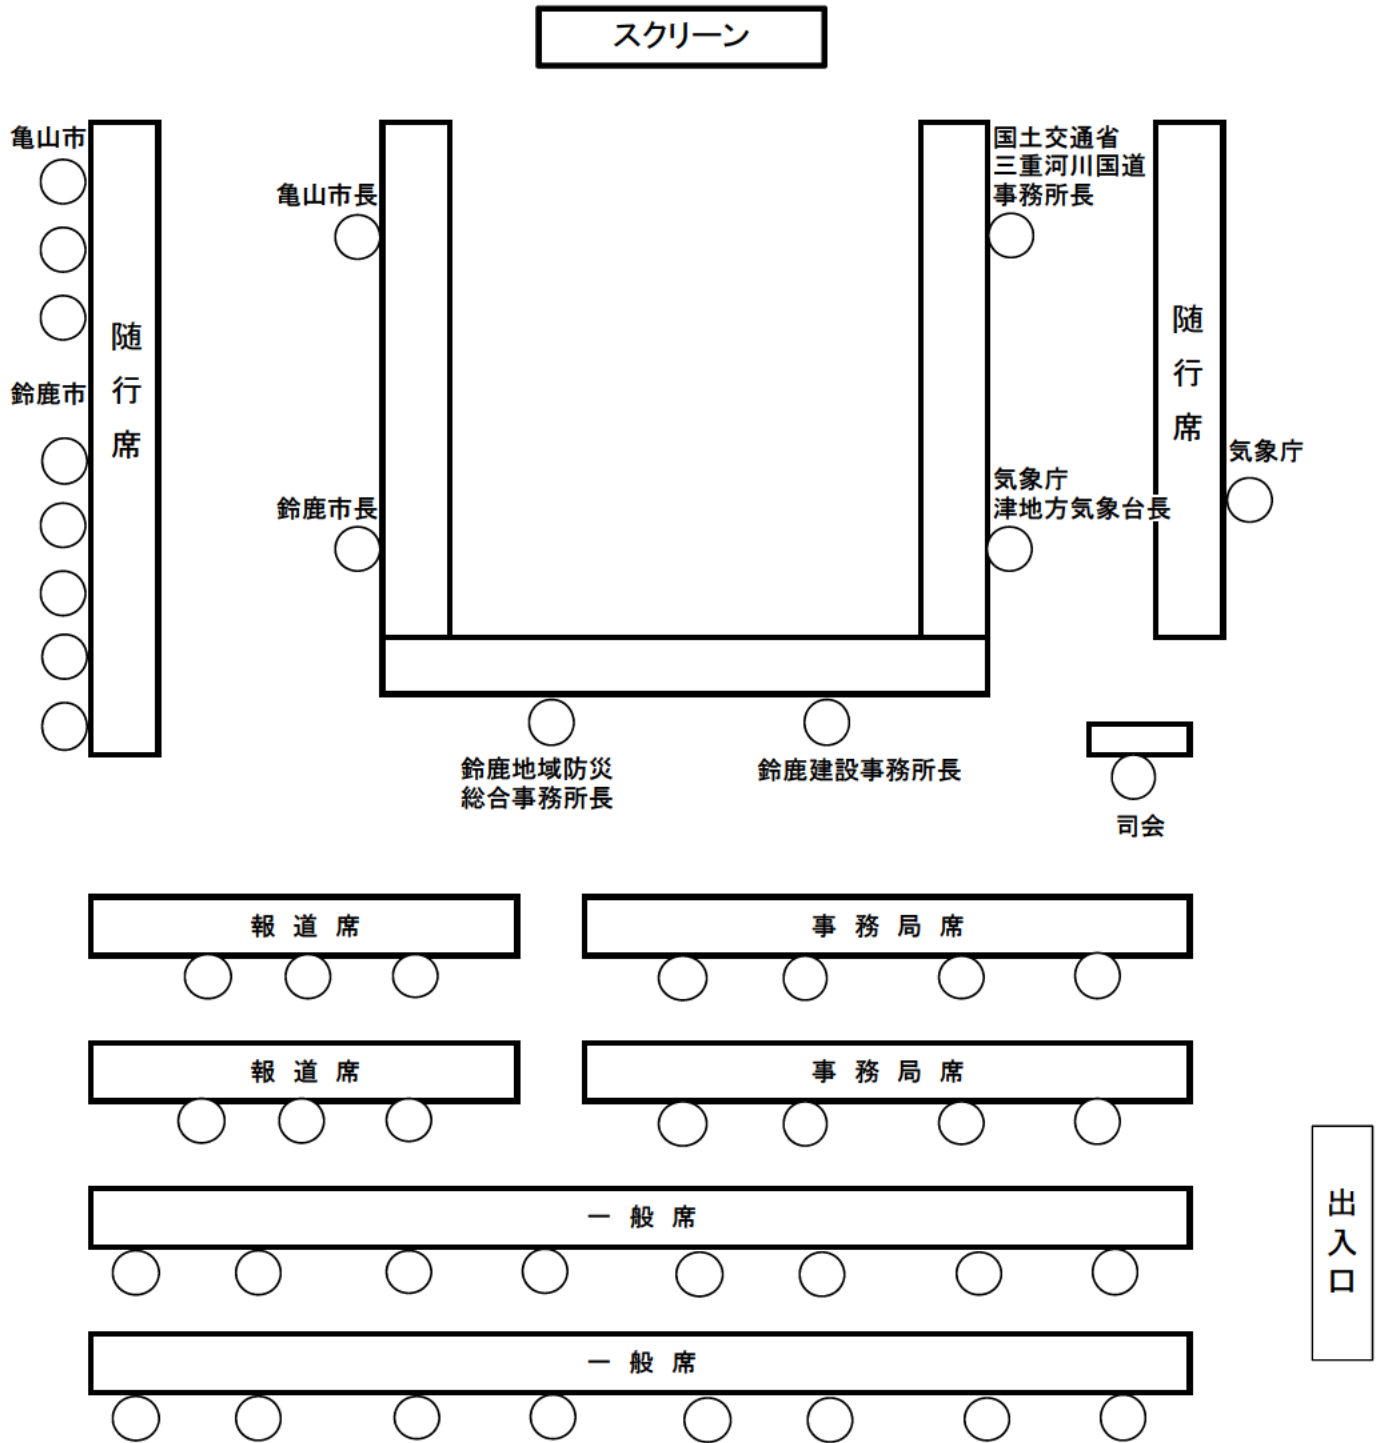 スクリーン
亀山市
国土交通省
三重河川国道
事務所長
亀山市長
随行席
随行席
鈴鹿市
気象庁
気象庁
津地方気象台長
鈴鹿市長
鈴鹿地域防災
総合事務所長
鈴鹿建設事務所長
司会
報道席
事務局席
報道席
事務局席
出入口
一般席
一般席